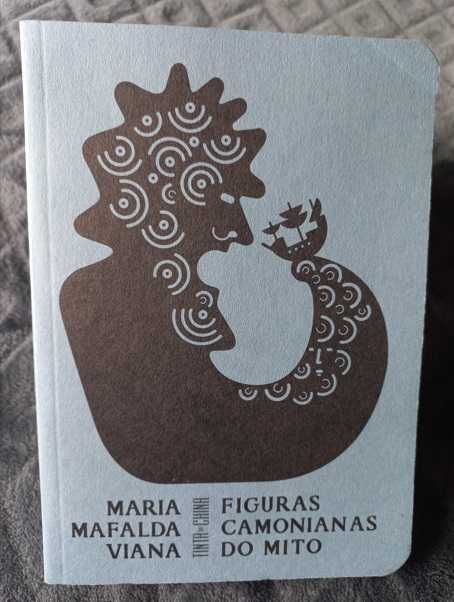 MARIA
MAFALDA
VIANA
TINTA DA CHINA
FIGURAS
CAMONIANAS
DO MITO